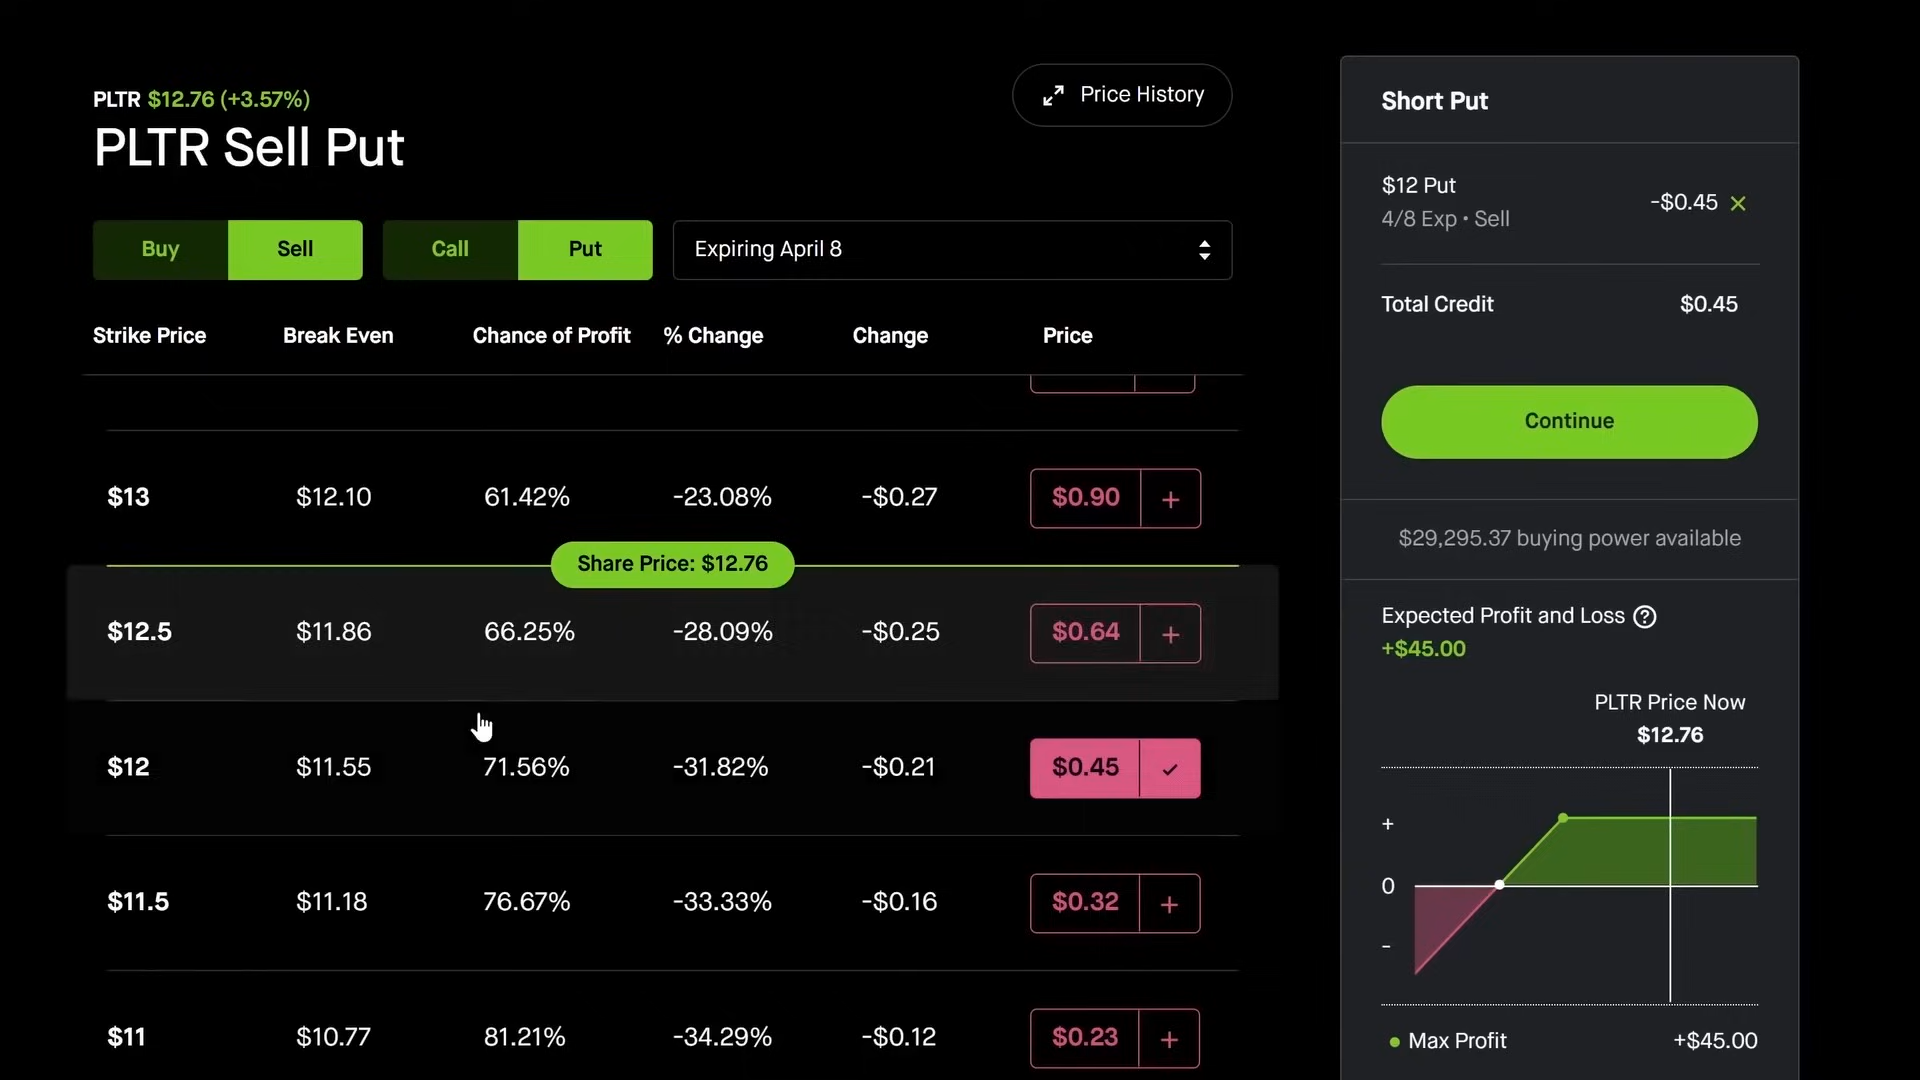 PLTR $12.76 (+3.57%)
PLTR Sell Put
Price History
Buy
Sell
Call
Put
Expiring April 8
Strike Price Break Even Chance of Profit % Change Change Price
$13 $12.10 61.42% -23.08% -$0.27 $0.90 +
Share Price: $12.76
$12.5 $11.86 66.25% -28.09% -$0.25 $0.64 +
$12 $11.55 71.56% -31.82% -$0.21 $0.45
$11.5 $11.18 76.67% -33.33% -$0.16 $0.32 +
$11 $10.77 81.21% -34.29% -$0.12 $0.23 +
Short Put
$12 Put
4/8 Exp • Sell
-$0.45
Total Credit $0.45
Continue
$29,295.37 buying power available
Expected Profit and Loss ?
+$45.00
PLTR Price Now
$12.76
+
0
-
Max Profit +$45.00